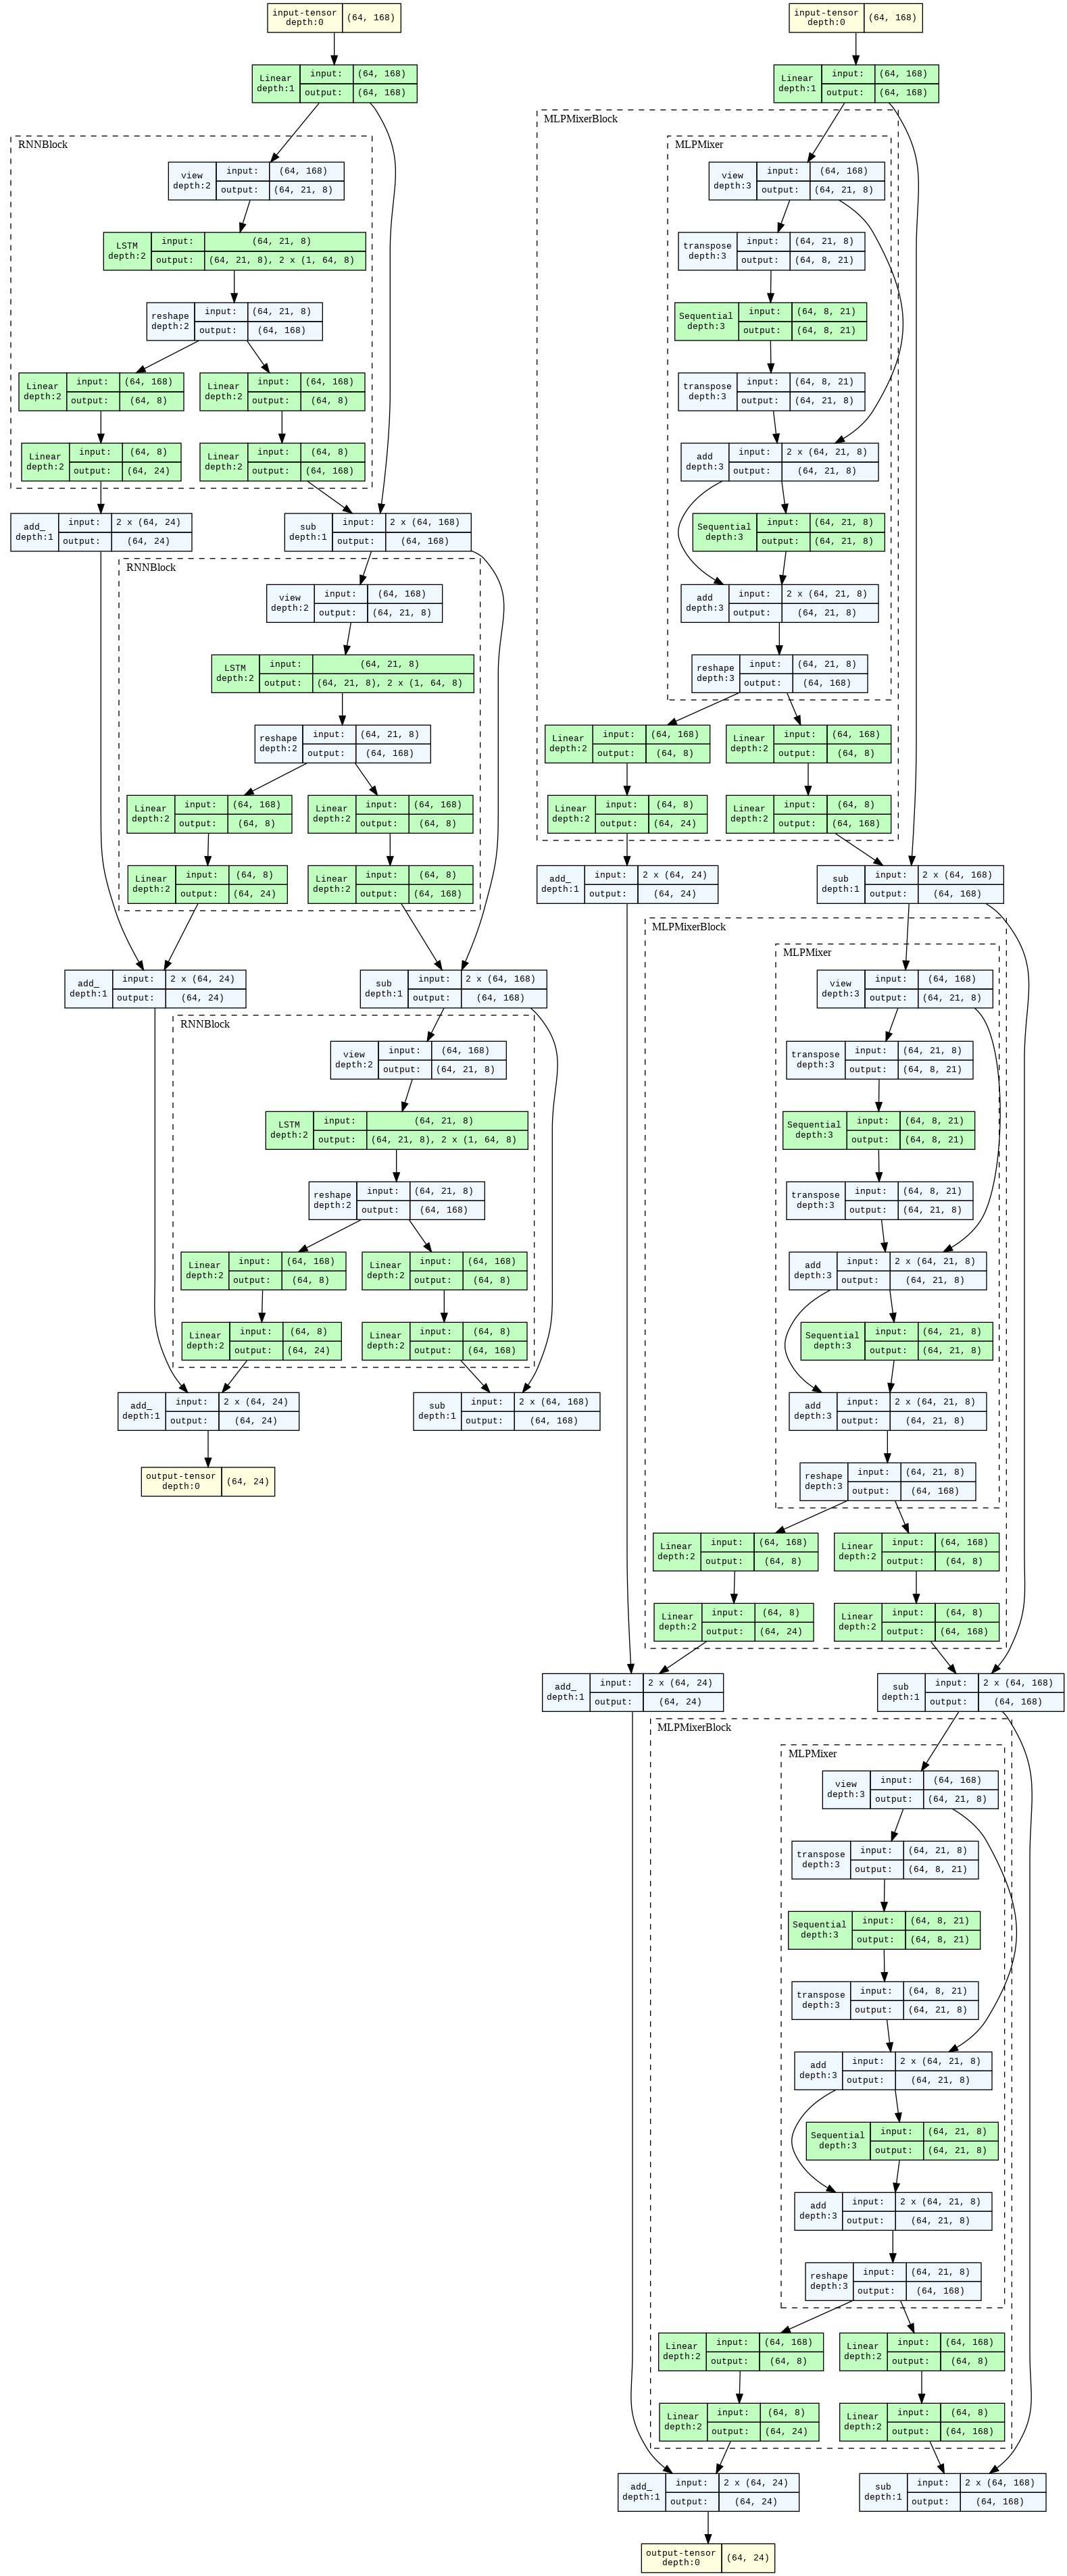 input-tensor
depth:0
(64, 168)
Linear
depth:1
input:
(64, 168)
output:
(64, 168)
RNNBlock
view
depth:2
input:
(64, 168)
output:
(64, 21, 8)
LSTM
depth:2
input:
(64, 21, 8)
output:
(64, 21, 8), 2 x (1, 64, 8)
reshape
depth:2
input:
(64, 21, 8)
output:
(64, 168)
Linear
depth:2
input:
(64, 168)
output:
(64, 8)
Linear
depth:2
input:
(64, 168)
output:
(64, 8)
Linear
depth:2
input:
(64, 8)
output:
(64, 24)
Linear
depth:2
input:
(64, 8)
output:
(64, 168)
add_
depth:1
input:
2 x (64, 24)
output:
(64, 24)
sub
depth:1
input:
2 x (64, 168)
output:
(64, 168)
RNNBlock
view
depth:2
input:
(64, 168)
output:
(64, 21, 8)
LSTM
depth:2
input:
(64, 21, 8)
output:
(64, 21, 8), 2 x (1, 64, 8)
reshape
depth:2
input:
(64, 21, 8)
output:
(64, 168)
Linear
depth:2
input:
(64, 168)
output:
(64, 8)
Linear
depth:2
input:
(64, 168)
output:
(64, 8)
Linear
depth:2
input:
(64, 8)
output:
(64, 24)
Linear
depth:2
input:
(64, 8)
output:
(64, 168)
add_
depth:1
input:
2 x (64, 24)
output:
(64, 24)
sub
depth:1
input:
2 x (64, 168)
output:
(64, 168)
RNNBlock
view
depth:2
input:
(64, 168)
output:
(64, 21, 8)
LSTM
depth:2
input:
(64, 21, 8)
output:
(64, 21, 8), 2 x (1, 64, 8)
reshape
depth:2
input:
(64, 21, 8)
output:
(64, 168)
Linear
depth:2
input:
(64, 168)
output:
(64, 8)
Linear
depth:2
input:
(64, 168)
output:
(64, 8)
Linear
depth:2
input:
(64, 8)
output:
(64, 24)
Linear
depth:2
input:
(64, 8)
output:
(64, 168)
add_
depth:1
input:
2 x (64, 24)
output:
(64, 24)
sub
depth:1
input:
2 x (64, 168)
output:
(64, 168)
output-tensor
depth:0
(64, 24)
input-tensor
depth:0
(64, 168)
Linear
depth:1
input:
(64, 168)
output:
(64, 168)
MLPMixerBlock
MLPMixer
view
depth:3
input:
(64, 168)
output:
(64, 21, 8)
transpose
depth:3
input:
(64, 21, 8)
output:
(64, 8, 21)
Sequential
depth:3
input:
(64, 8, 21)
output:
(64, 8, 21)
transpose
depth:3
input:
(64, 8, 21)
output:
(64, 21, 8)
add
depth:3
input:
2 x (64, 21, 8)
output:
(64, 21, 8)
Sequential
depth:3
input:
(64, 21, 8)
output:
(64, 21, 8)
add
depth:3
input:
2 x (64, 21, 8)
output:
(64, 21, 8)
reshape
depth:3
input:
(64, 21, 8)
output:
(64, 168)
Linear
depth:2
input:
(64, 168)
output:
(64, 8)
Linear
depth:2
input:
(64, 168)
output:
(64, 8)
Linear
depth:2
input:
(64, 8)
output:
(64, 24)
Linear
depth:2
input:
(64, 8)
output:
(64, 168)
add_
depth:1
input:
2 x (64, 24)
output:
(64, 24)
sub
depth:1
input:
2 x (64, 168)
output:
(64, 168)
MLPMixerBlock
MLPMixer
view
depth:3
input:
(64, 168)
output:
(64, 21, 8)
transpose
depth:3
input:
(64, 21, 8)
output:
(64, 8, 21)
Sequential
depth:3
input:
(64, 8, 21)
output:
(64, 8, 21)
transpose
depth:3
input:
(64, 8, 21)
output:
(64, 21, 8)
add
depth:3
input:
2 x (64, 21, 8)
output:
(64, 21, 8)
Sequential
depth:3
input:
(64, 21, 8)
output:
(64, 21, 8)
add
depth:3
input:
2 x (64, 21, 8)
output:
(64, 21, 8)
reshape
depth:3
input:
(64, 21, 8)
output:
(64, 168)
Linear
depth:2
input:
(64, 168)
output:
(64, 8)
Linear
depth:2
input:
(64, 168)
output:
(64, 8)
Linear
depth:2
input:
(64, 8)
output:
(64, 24)
Linear
depth:2
input:
(64, 8)
output:
(64, 168)
add_
depth:1
input:
2 x (64, 24)
output:
(64, 24)
sub
depth:1
input:
2 x (64, 168)
output:
(64, 168)
MLPMixerBlock
MLPMixer
view
depth:3
input:
(64, 168)
output:
(64, 21, 8)
transpose
depth:3
input:
(64, 21, 8)
output:
(64, 8, 21)
Sequential
depth:3
input:
(64, 8, 21)
output:
(64, 8, 21)
transpose
depth:3
input:
(64, 8, 21)
output:
(64, 21, 8)
add
depth:3
input:
2 x (64, 21, 8)
output:
(64, 21, 8)
Sequential
depth:3
input:
(64, 21, 8)
output:
(64, 21, 8)
add
depth:3
input:
2 x (64, 21, 8)
output:
(64, 21, 8)
reshape
depth:3
input:
(64, 21, 8)
output:
(64, 168)
Linear
depth:2
input:
(64, 168)
output:
(64, 8)
Linear
depth:2
input:
(64, 168)
output:
(64, 8)
Linear
depth:2
input:
(64, 8)
output:
(64, 24)
Linear
depth:2
input:
(64, 8)
output:
(64, 168)
add_
depth:1
input:
2 x (64, 24)
output:
(64, 24)
sub
depth:1
input:
2 x (64, 168)
output:
(64, 168)
output-tensor
depth:0
(64, 24)